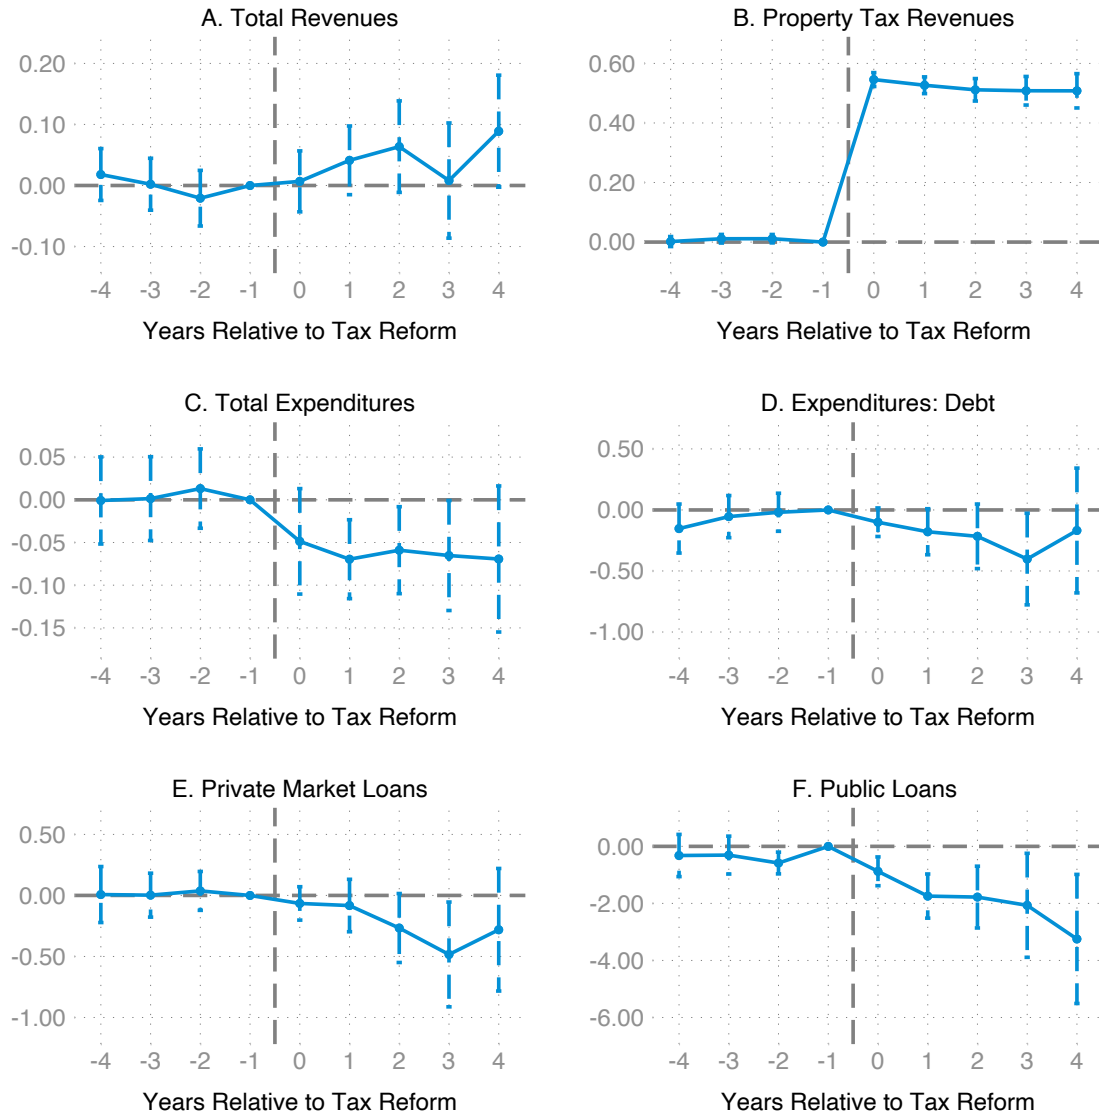 A. Total Revenues
0.20
0.10
0.00
-0.10
-4 -3 -2 -1 0 1 2 3 4
Years Relative to Tax Reform
B. Property Tax Revenues
0.60
0.40
0.20
0.00
-4 -3 -2 -1 0 1 2 3 4
Years Relative to Tax Reform
C. Total Expenditures
0.05
0.00
-0.05
-0.10
-0.15
-4 -3 -2 -1 0 1 2 3 4
Years Relative to Tax Reform
D. Expenditures: Debt
0.50
0.00
-0.50
-1.00
-4 -3 -2 -1 0 1 2 3 4
Years Relative to Tax Reform
E. Private Market Loans
0.50
0.00
-0.50
-1.00
-4 -3 -2 -1 0 1 2 3 4
Years Relative to Tax Reform
F. Public Loans
0.00
-2.00
-4.00
-6.00
-4 -3 -2 -1 0 1 2 3 4
Years Relative to Tax Reform